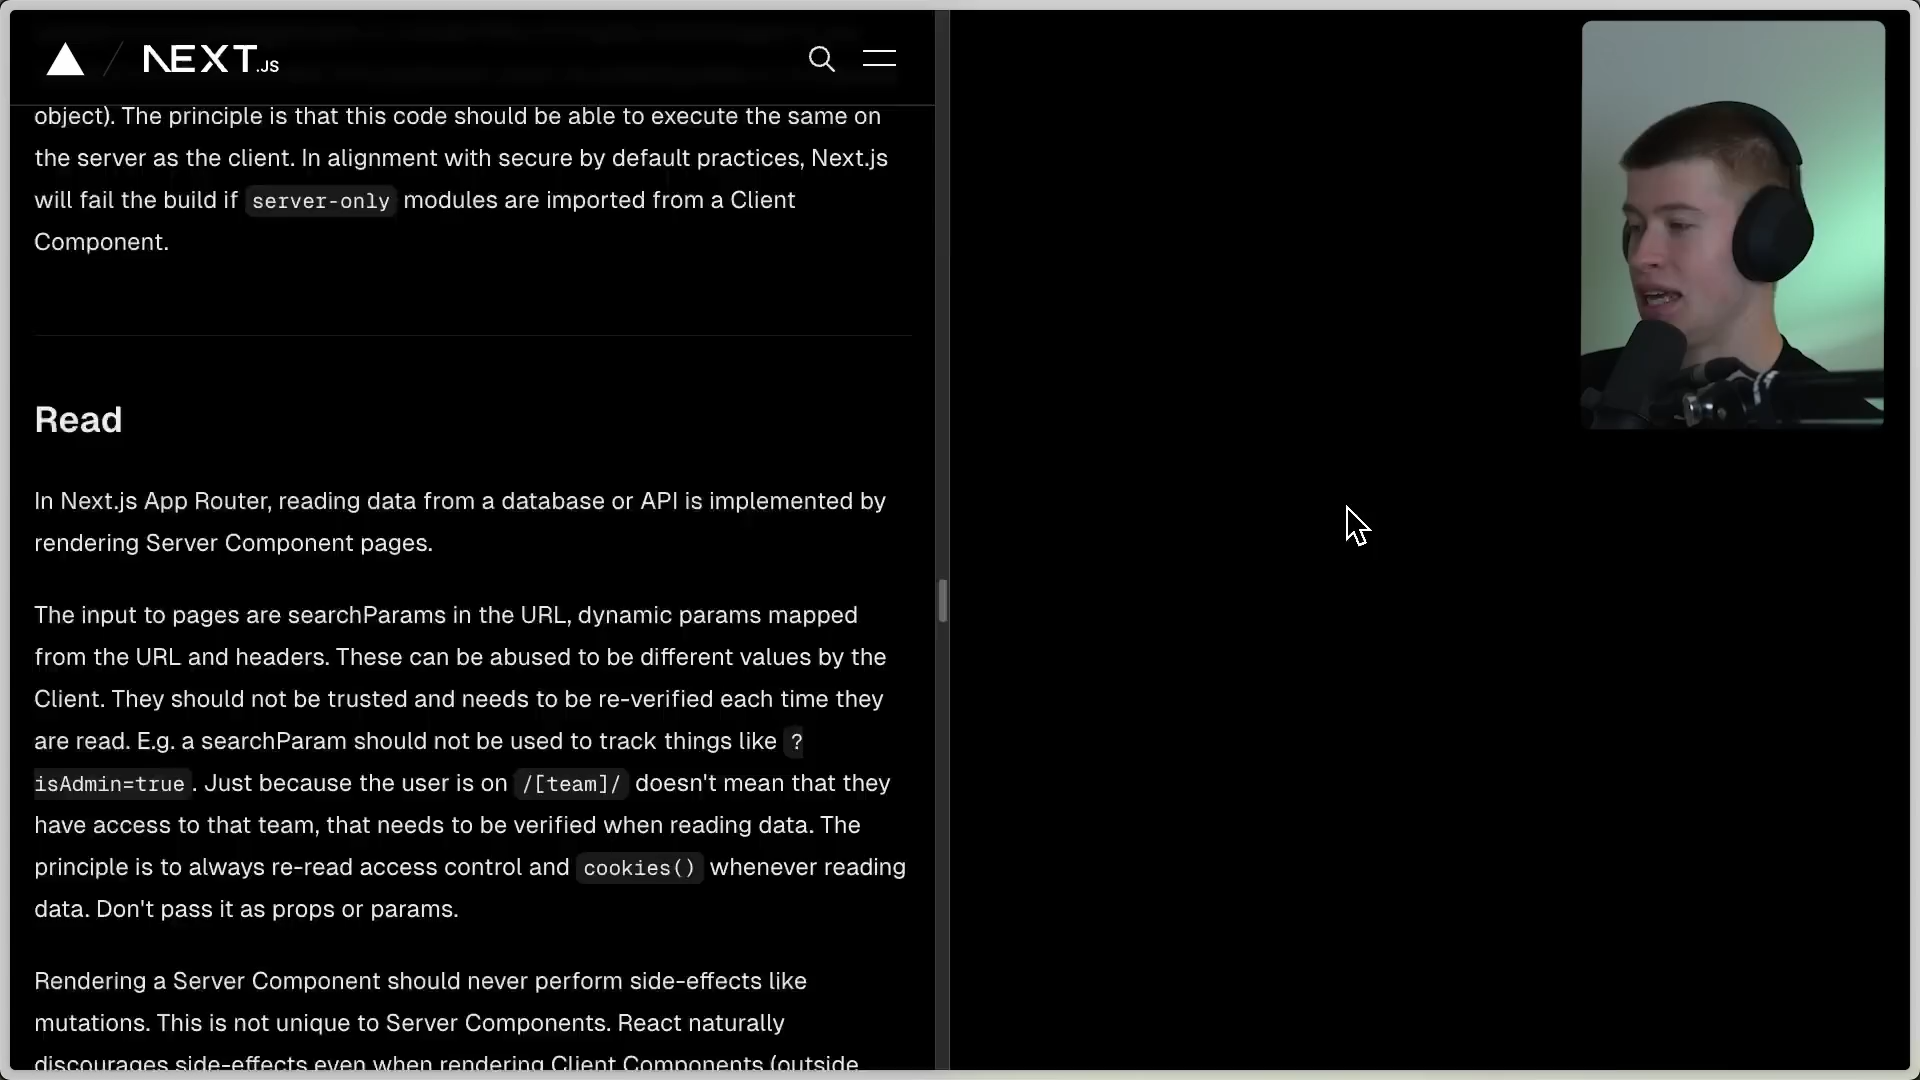 NEXT.JS
object). The principle is that this code should be able to execute the same on
the server as the client. In alignment with secure by default practices, Next.js
will fail the build if server-only modules are imported from a Client
Component.
Read
In Next.js App Router, reading data from a database or API is implemented by
rendering Server Component pages.
The input to pages are searchParams in the URL, dynamic params mapped
from the URL and headers. These can be abused to be different values by the
Client. They should not be trusted and needs to be re-verified each time they
are read. E.g. a searchParam should not be used to track things like ?
isAdmin=true. Just because the user is on /[team]/ doesn't mean that they
have access to that team, that needs to be verified when reading data. The
principle is to always re-read access control and cookies() whenever reading
data. Don't pass it as props or params.
Rendering a Server Component should never perform side-effects like
mutations. This is not unique to Server Components. React naturally
discourages side-effects even when rendering Client Components (outside